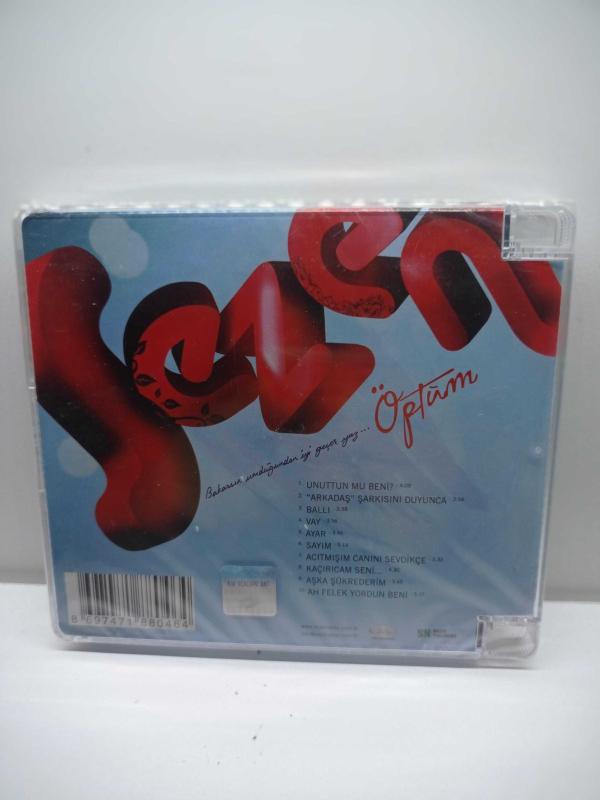 Sezen
Öptüm
Bakarsın umduğundan iyi geçer yaz...
1. UNUTTUN MU BENİ?
2. "ARKADAŞ" ŞARKISINI DUYUNCA
3. BALLI
4. VAY
5. AYAR
6. SAYIM
7. ACITMIŞIM CANINI SEVDİKÇE
8. KAÇIRICAM SENİ...
9. AŞKA ŞÜKREDERİM
10. AH FELEK YORDUN BENİ
8 697471 880464
SN